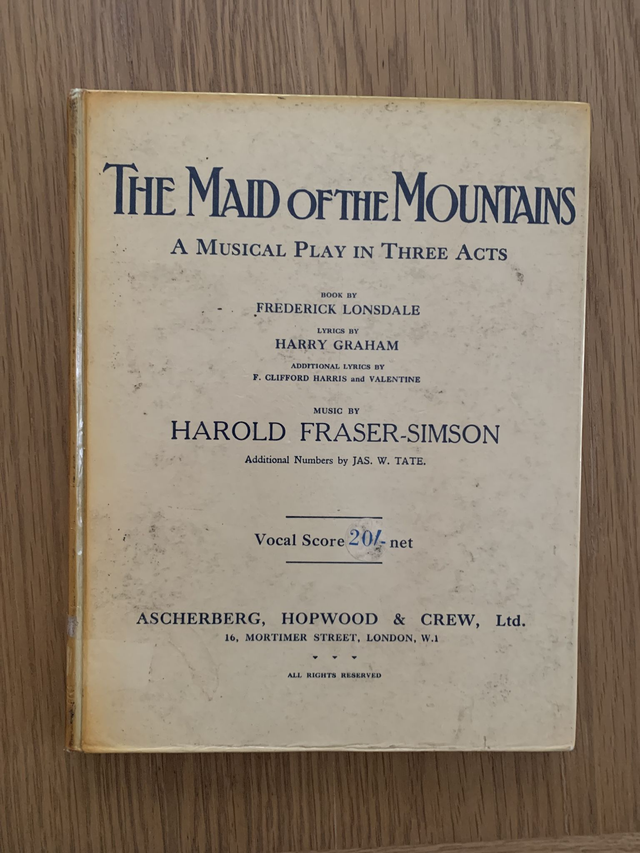 THE MAID OF THE MOUNTAINS
A MUSICAL PLAY IN THREE ACTS
BOOK BY
FREDERICK LONSDALE
LYRICS BY
HARRY GRAHAM
ADDITIONAL LYRICS BY
F. CLIFFORD HARRIS and VALENTINE
MUSIC BY
HAROLD FRASER-SIMSON
Additional Numbers by JAS. W. TATE.
Vocal Score 20/- net
ASCHERBERG, HOPWOOD & CREW, Ltd.
16, MORTIMER STREET, LONDON, W.1
ALL RIGHTS RESERVED